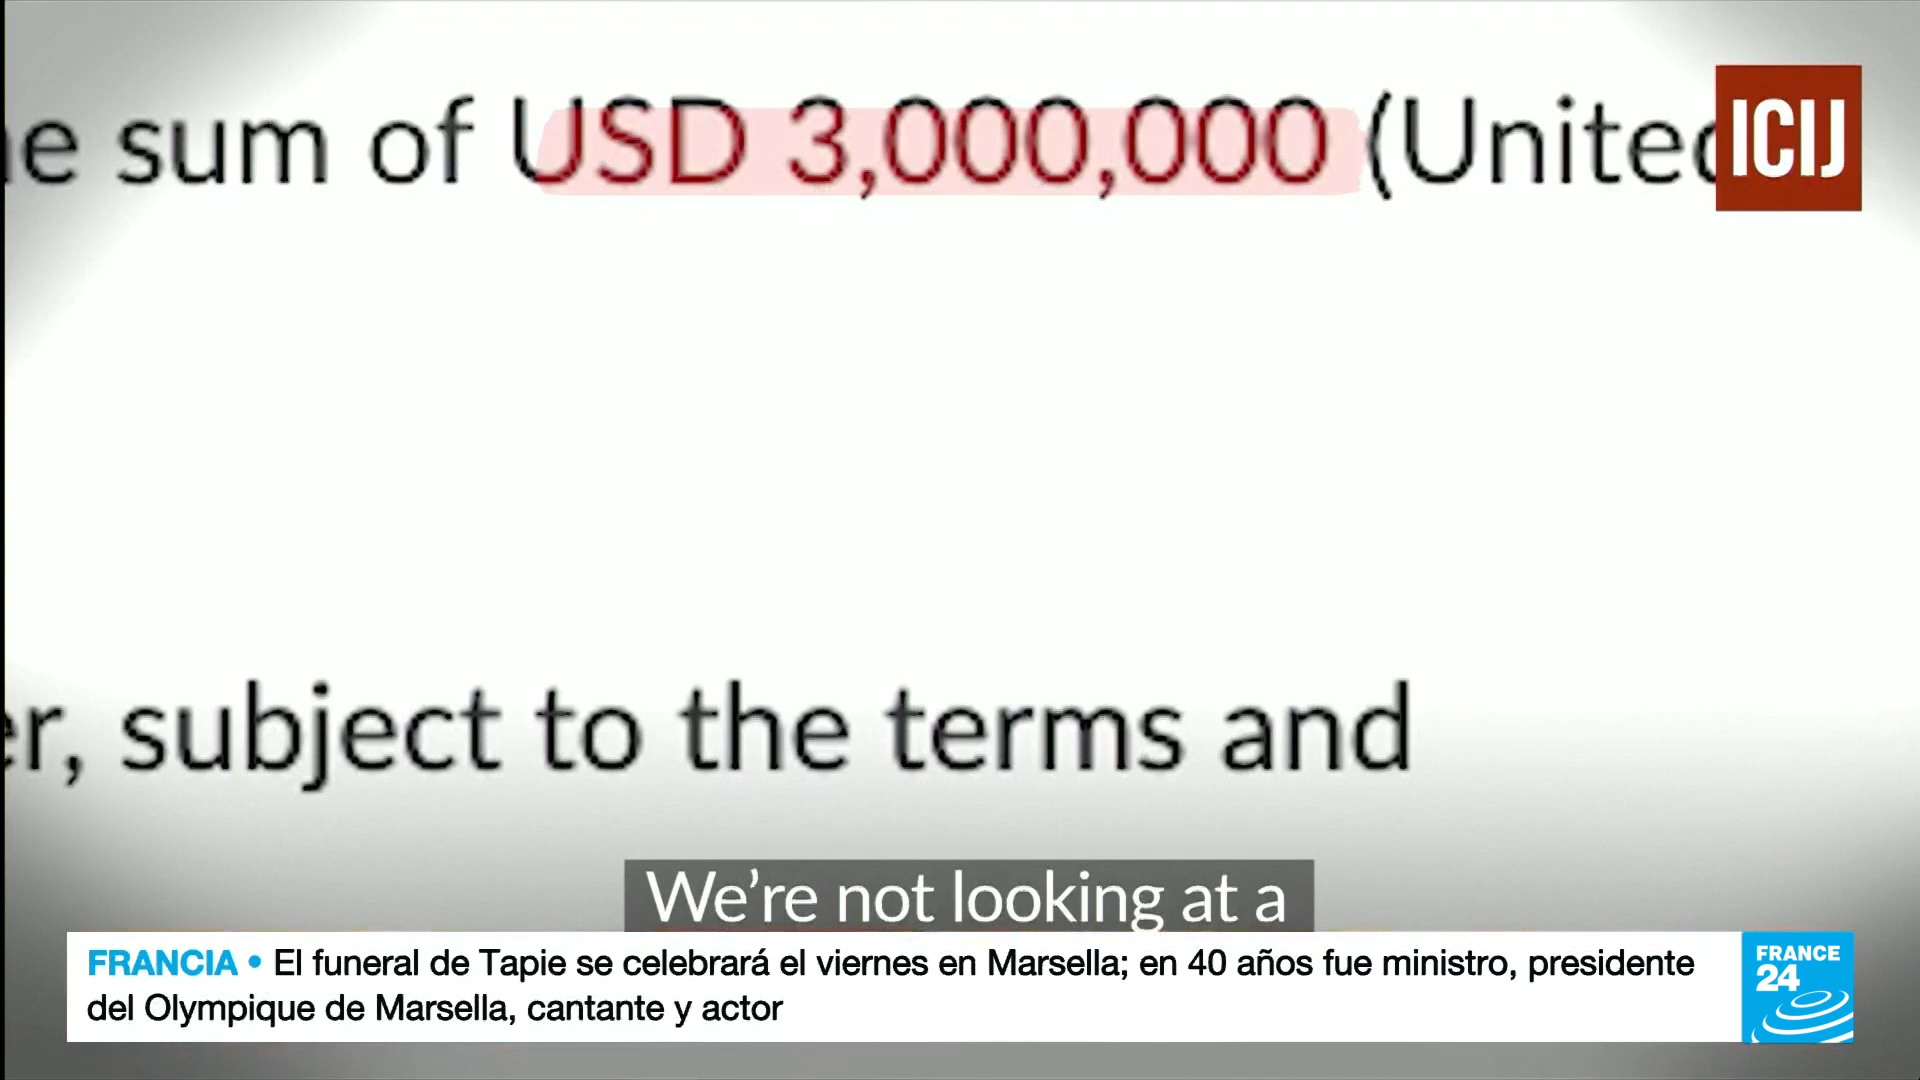 sum of USD 3,000,000 (United
ICIJ
subject to the terms and
We're not looking at a
FRANCIA • El funeral de Tapie se celebrará el viernes en Marsella; en 40 años fue ministro, presidente
del Olympique de Marsella, cantante y actor
FRANCE
24